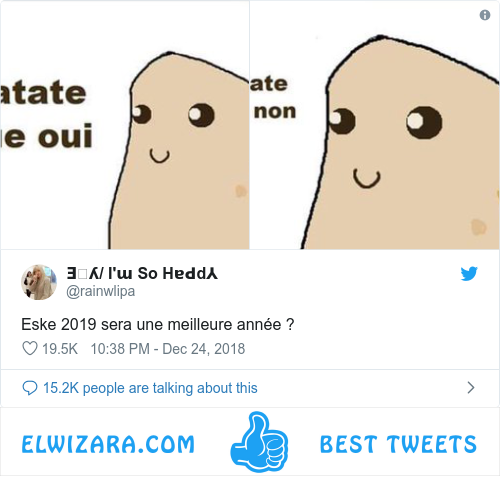 atate
e oui
ate
non
I'm So
@rainwlipa
Eske 2019 sera une meilleure année ?
19.5K 10:38 PM - Dec 24, 2018
15.2K people are talking about this
ELWIZARA.COM
BEST TWEETS